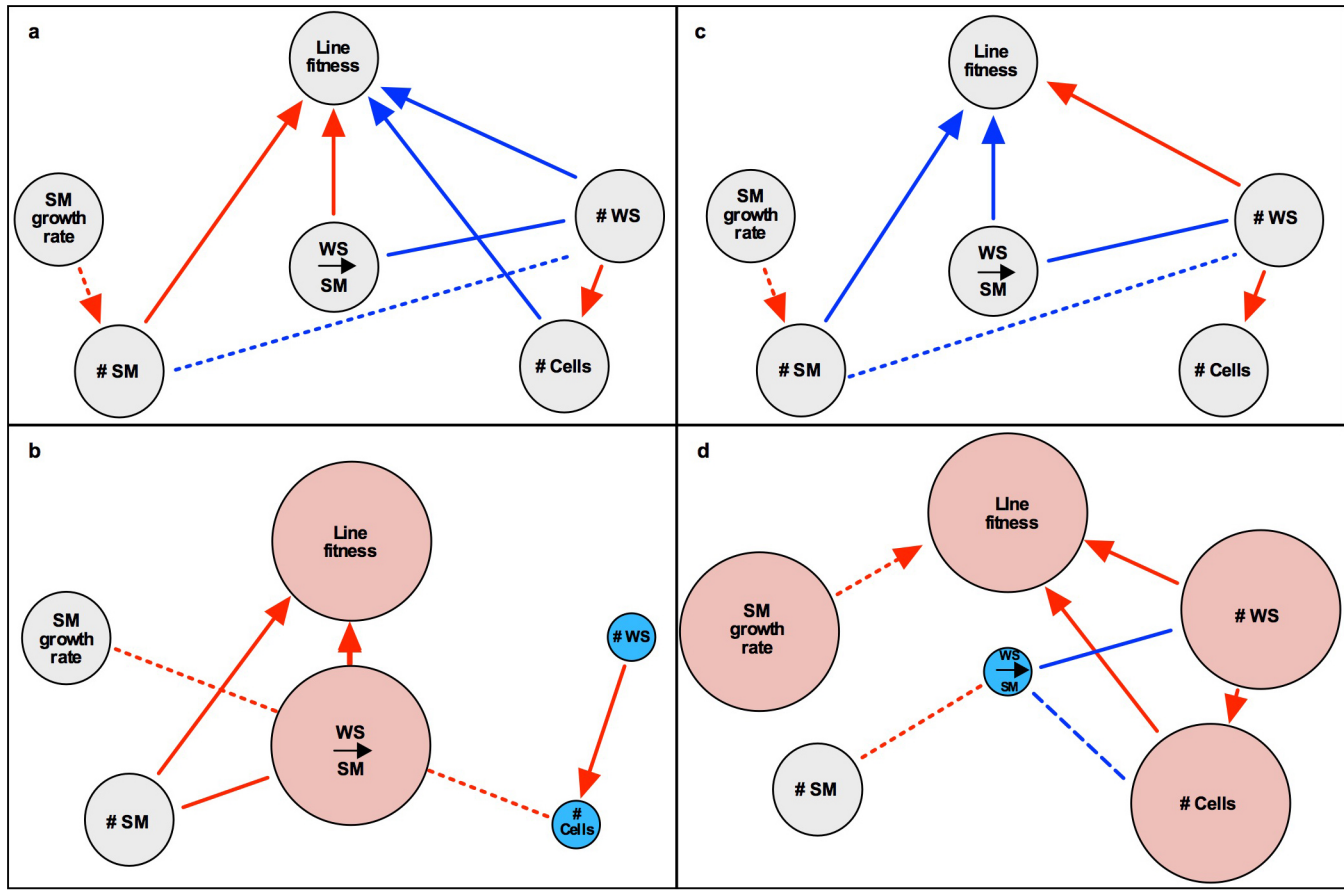 a
Line
fitness
SM
growth
rate
WS
SM
# WS
# SM
# Cells
c
Line
fitness
SM
growth
rate
WS
SM
# WS
# SM
# Cells
b
Line
fitness
SM
growth
rate
# WS
WS
SM
# SM
#
Cells
d
LIne
fitness
SM
growth
rate
# WS
WS
SM
# SM
# Cells